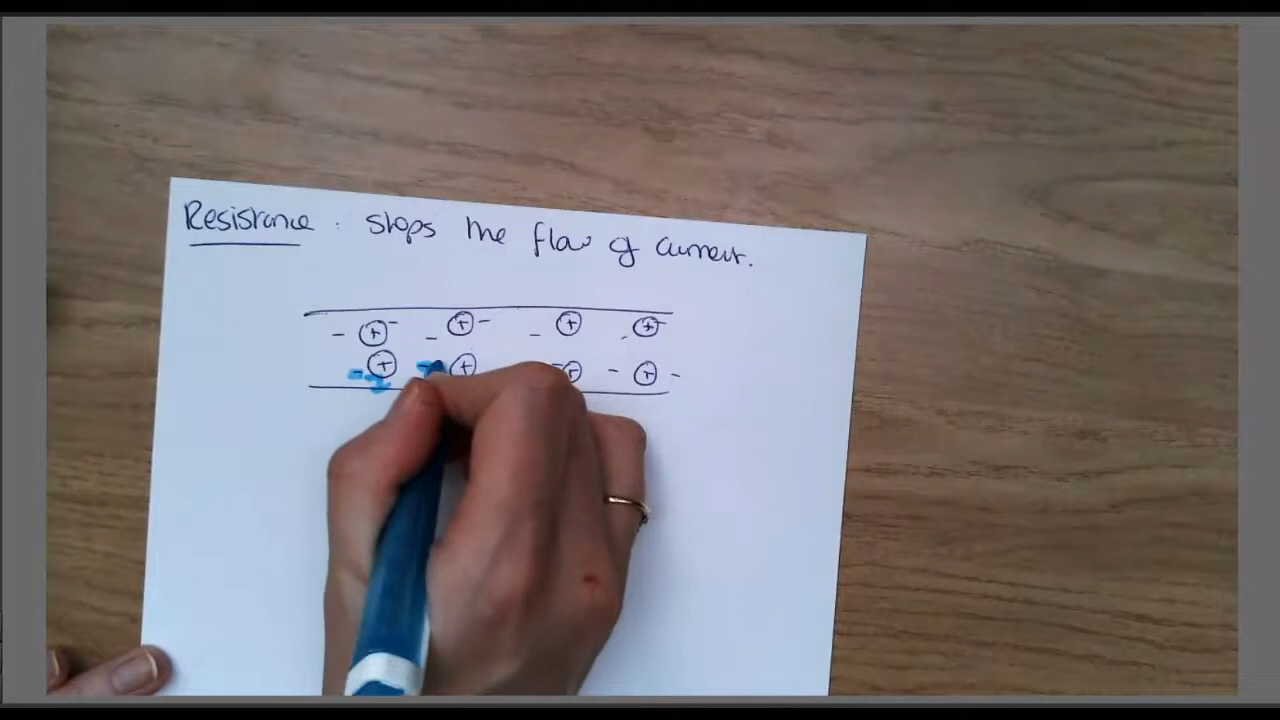 Resistance : stops the flow of current.
- + - - + - - + - +
- + - + + - + -